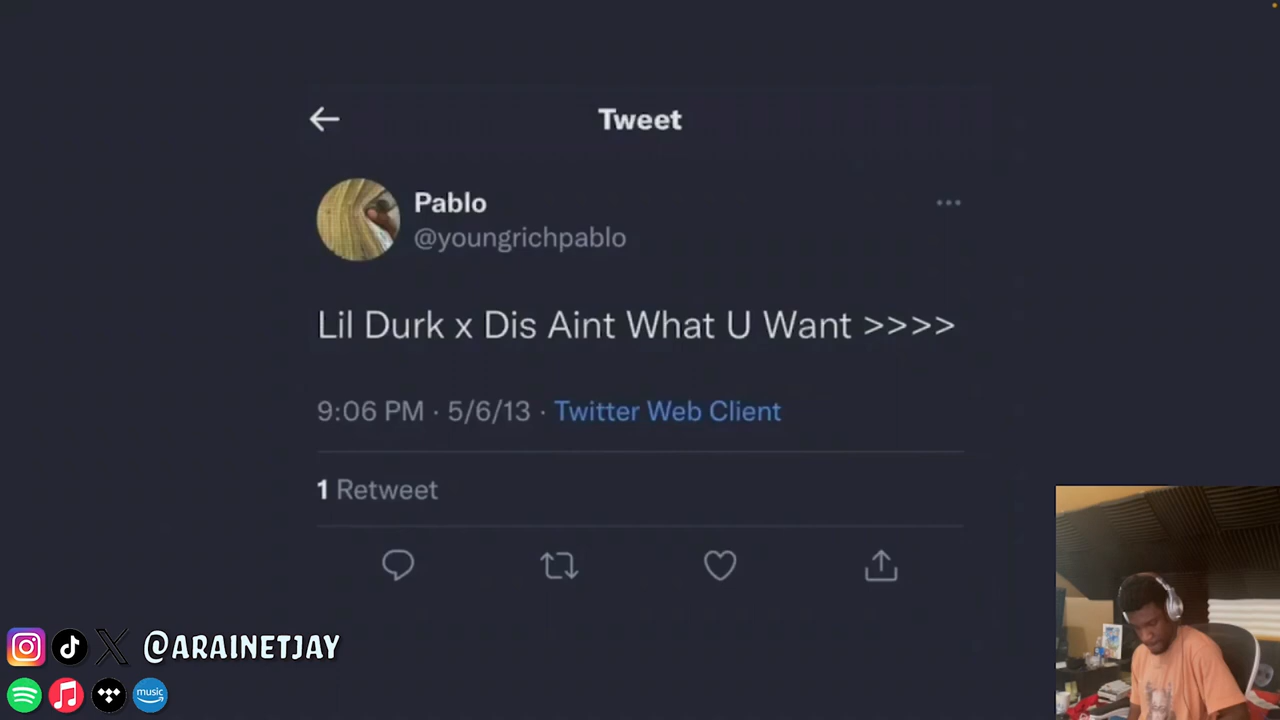 Tweet
Pablo
@youngrichpablo
Lil Durk x Dis Aint What U Want >>>>
9:06 PM · 5/6/13 · Twitter Web Client
1 Retweet
@ARAINETJAY
music